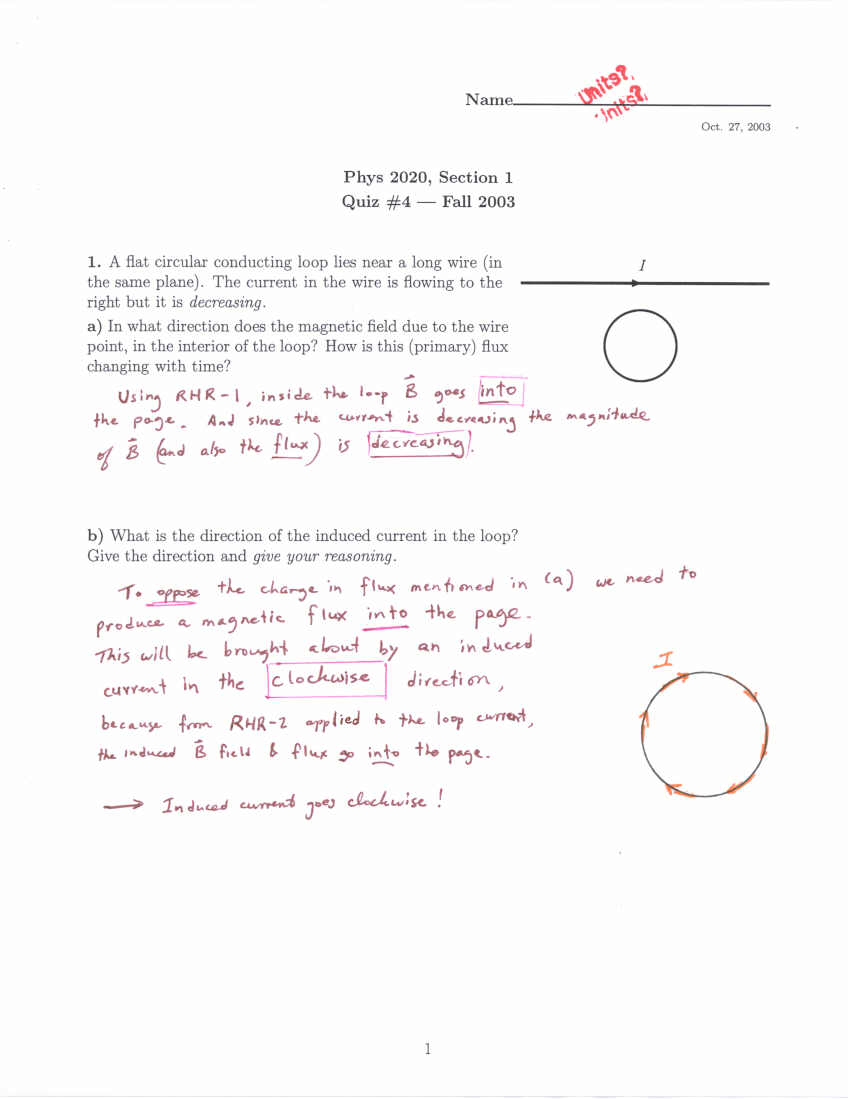 Units?
Units?
Name
Oct. 27, 2003
Phys 2020, Section 1
Quiz #4 — Fall 2003
1. A flat circular conducting loop lies near a long wire (in
the same plane). The current in the wire is flowing to the
right but it is decreasing.
I
a) In what direction does the magnetic field due to the wire
point, in the interior of the loop? How is this (primary) flux
changing with time?
Using RHR-1, inside the loop B⃗ goes into
the page. And since the current is decreasing the magnitude
of B⃗ (and also the flux) is decreasing.
b) What is the direction of the induced current in the loop?
Give the direction and give your reasoning.
To oppose the change in flux mentioned in (a) we need to
produce a magnetic flux into the page.
This will be brought about by an induced
current in the clockwise direction,
because from RHR-2 applied to the loop current,
the induced B⃗ field & flux go into the page.
→ Induced current goes clockwise!
I
1